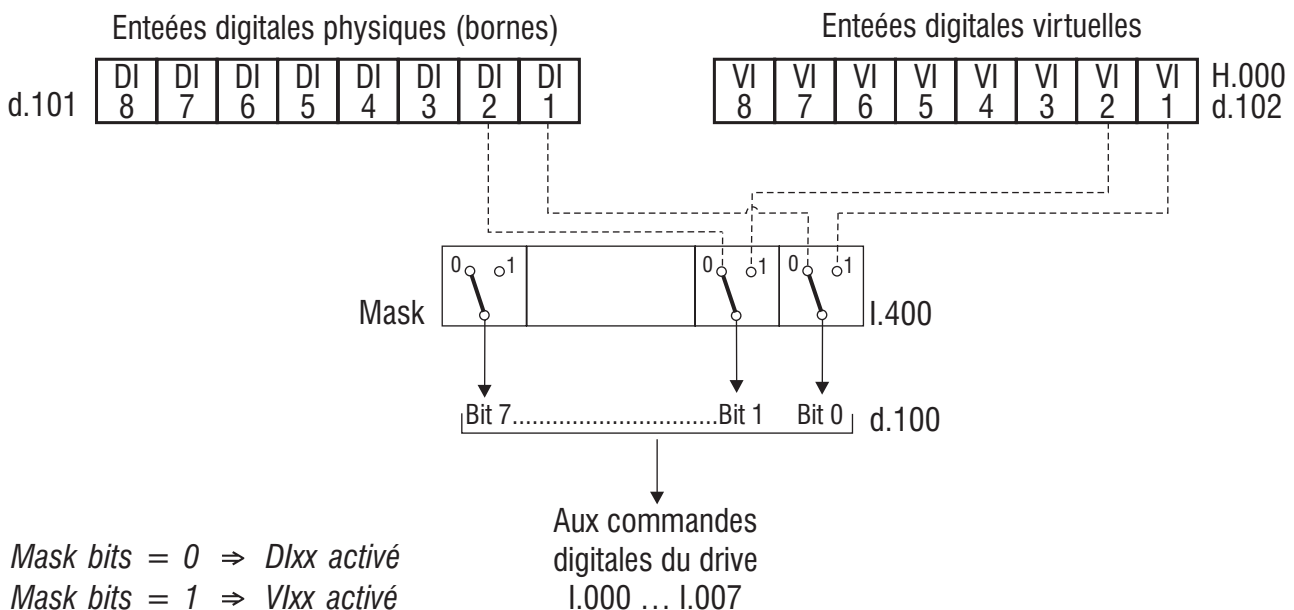 Enteées digitales physiques (bornes)
Enteées digitales virtuelles
d.101
DI 8 DI 7 DI 6 DI 5 DI 4 DI 3 DI 2 DI 1
VI 8 VI 7 VI 6 VI 5 VI 4 VI 3 VI 2 VI 1
H.000
d.102
0 1
0 1
0 1
Mask
I.400
Bit 7..............................Bit 1 Bit 0
d.100
Aux commandes
digitales du drive
I.000 ... I.007
Mask bits = 0 ⇒ DIxx activé
Mask bits = 1 ⇒ VIxx activé